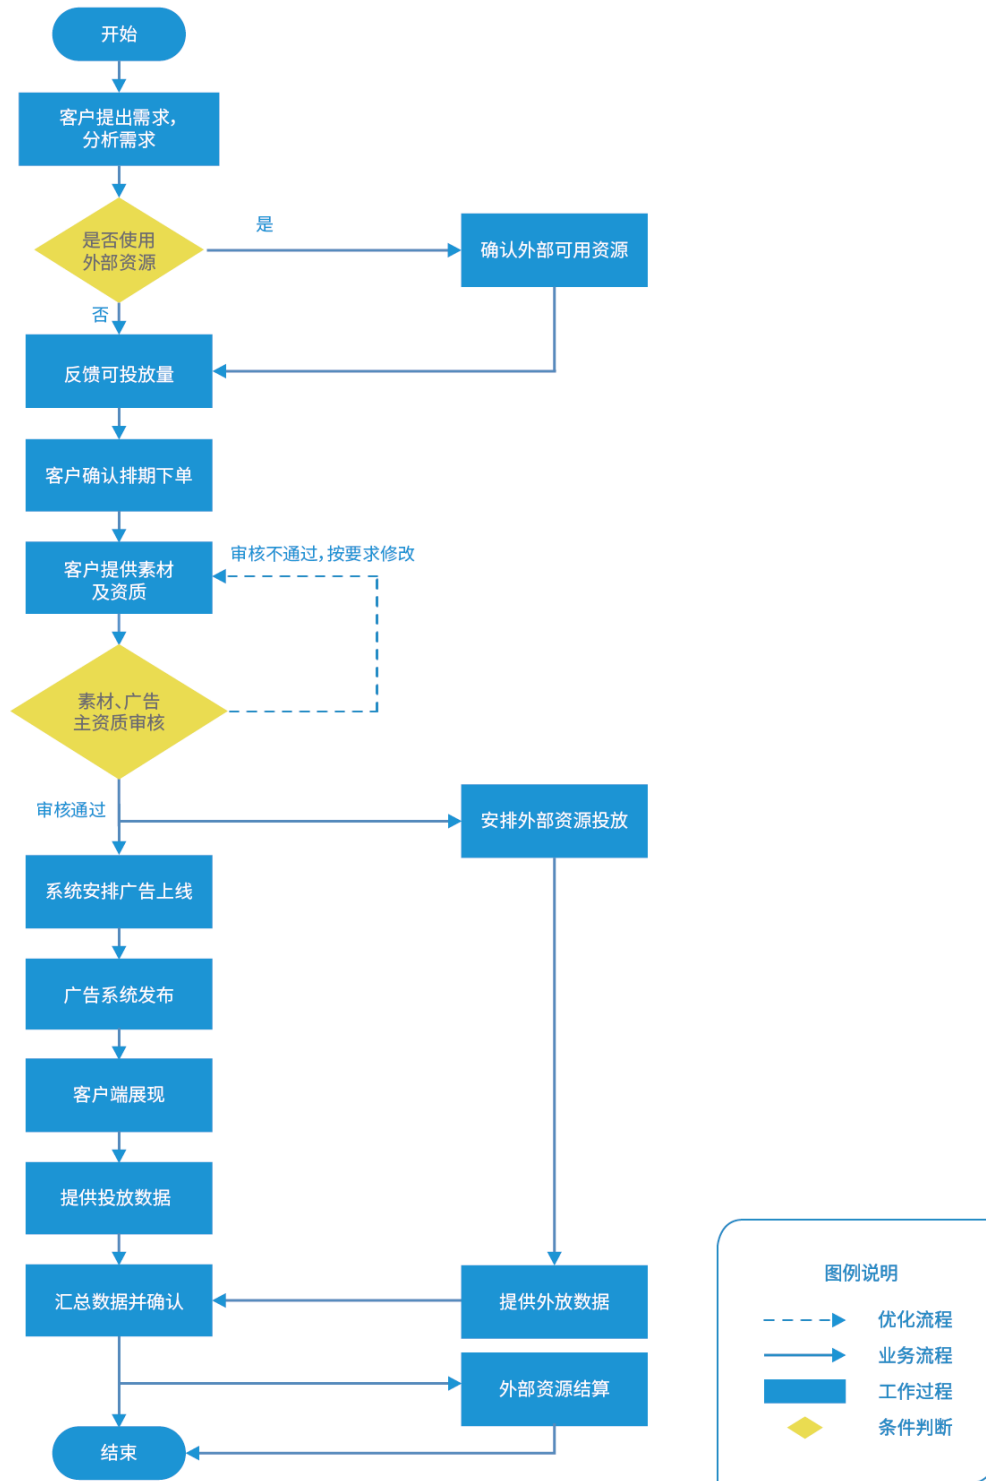 开始
客户提出需求，
分析需求
是否使用
外部资源
是
确认外部可用资源
否
反馈可投放量
客户确认排期下单
审核不通过，按要求修改
客户提供素材
及资质
素材、广告
主资质审核
审核通过
安排外部资源投放
系统安排广告上线
广告系统发布
客户端展现
提供投放数据
汇总数据并确认
提供外放数据
外部资源结算
结束
图例说明
优化流程
业务流程
工作过程
条件判断